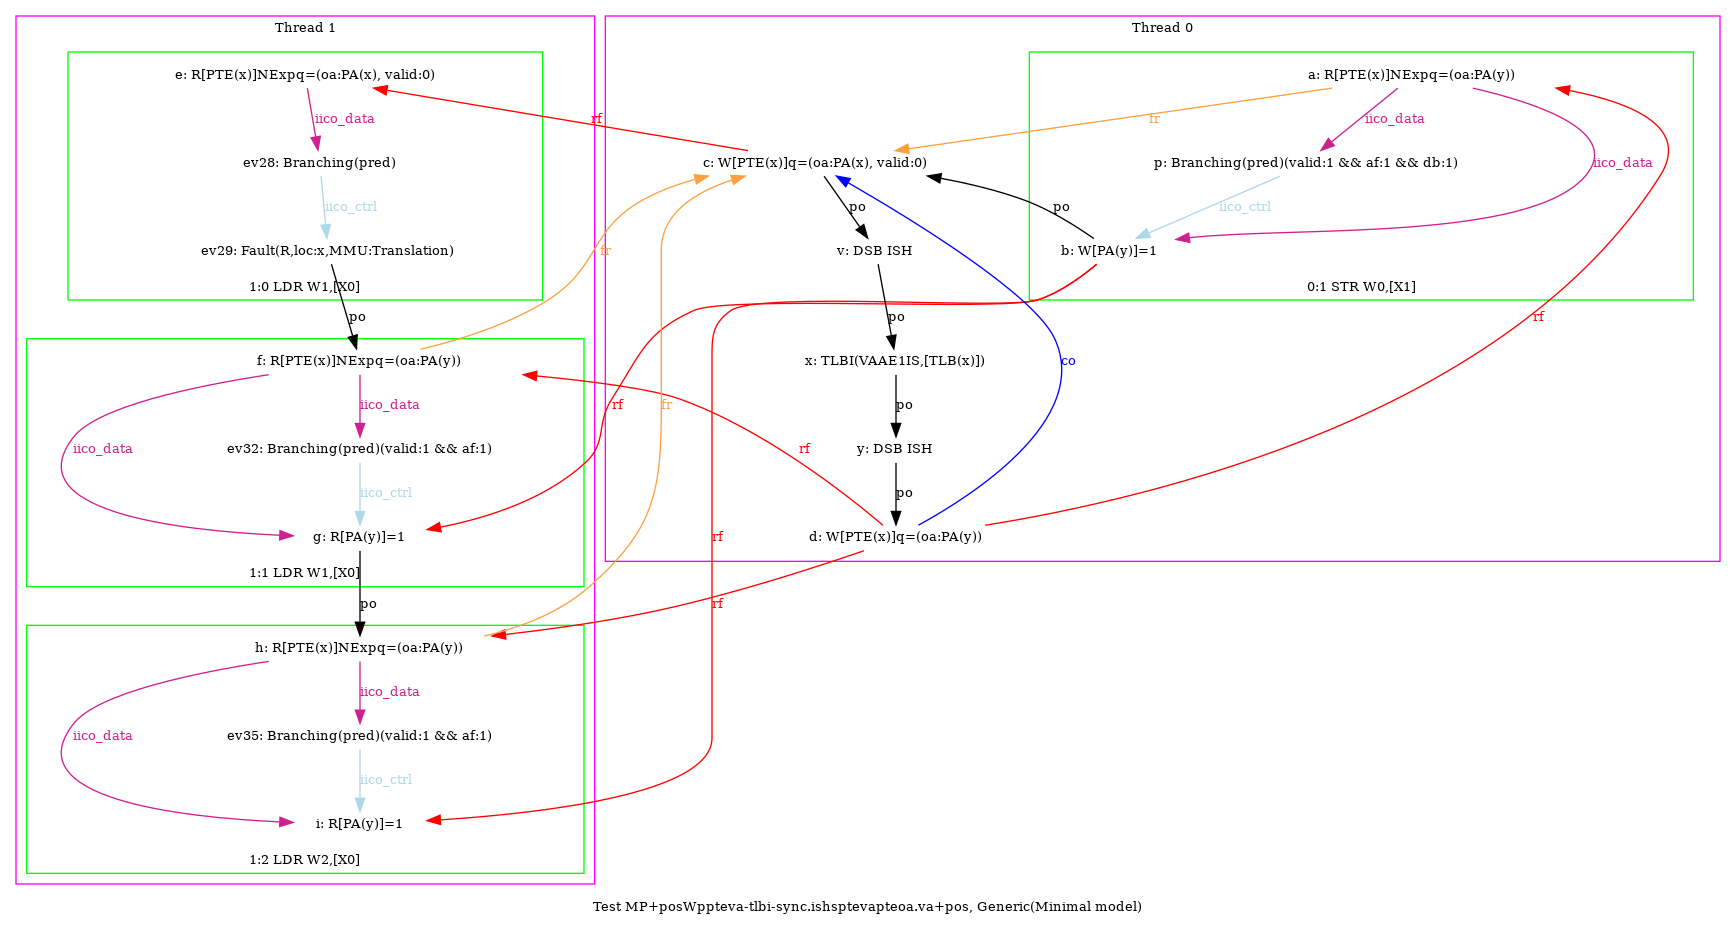 Thread 1
Thread 0
e: R[PTE(x)]NExpq=(oa:PA(x), valid:0)
a: R[PTE(x)]NExpq=(oa:PA(y))
iico_data
rf
fr
iico_data
ev28: Branching(pred)
c: W[PTE(x)]q=(oa:PA(x), valid:0)
p: Branching(pred)(valid:1 && af:1 && db:1)
iico_data
iico_ctrl
po
po
iico_ctrl
ev29: Fault(R,loc:x,MMU:Translation)
fr
v: DSB ISH
b: W[PA(y)]=1
1:0 LDR W1,[X0]
0:1 STR W0,[X1]
po
po
rf
f: R[PTE(x)]NExpq=(oa:PA(y))
x: TLBI(VAAE1IS,[TLB(x)])
co
iico_data
rf
fr
po
iico_data
ev32: Branching(pred)(valid:1 && af:1)
rf
y: DSB ISH
iico_ctrl
po
g: R[PA(y)]=1
rf
d: W[PTE(x)]q=(oa:PA(y))
1:1 LDR W1,[X0]
po
rf
h: R[PTE(x)]NExpq=(oa:PA(y))
iico_data
iico_data
ev35: Branching(pred)(valid:1 && af:1)
iico_ctrl
i: R[PA(y)]=1
1:2 LDR W2,[X0]
Test MP+posWppteva-tlbi-sync.ishsptevapteoa.va+pos, Generic(Minimal model)